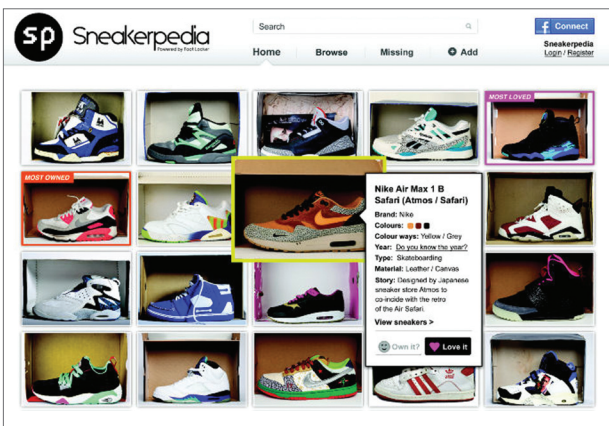 sp Sneakerpedia
Powered by Foot Locker
Search
f Connect
Home Browse Missing Add
Sneakerpedia
Login / Register
MOST LOVED
MOST OWNED
Nike Air Max 1 B
Safari (Atmos / Safari)
Brand: Nike
Colours:
Colour ways: Yellow / Grey
Year: Do you know the year?
Type: Skateboarding
Material: Leather / Canvas
Story: Designed by Japanese
sneaker store Atmos to
co-incide with the retro
of the Air Safari.
View sneakers >
Own it? Love it